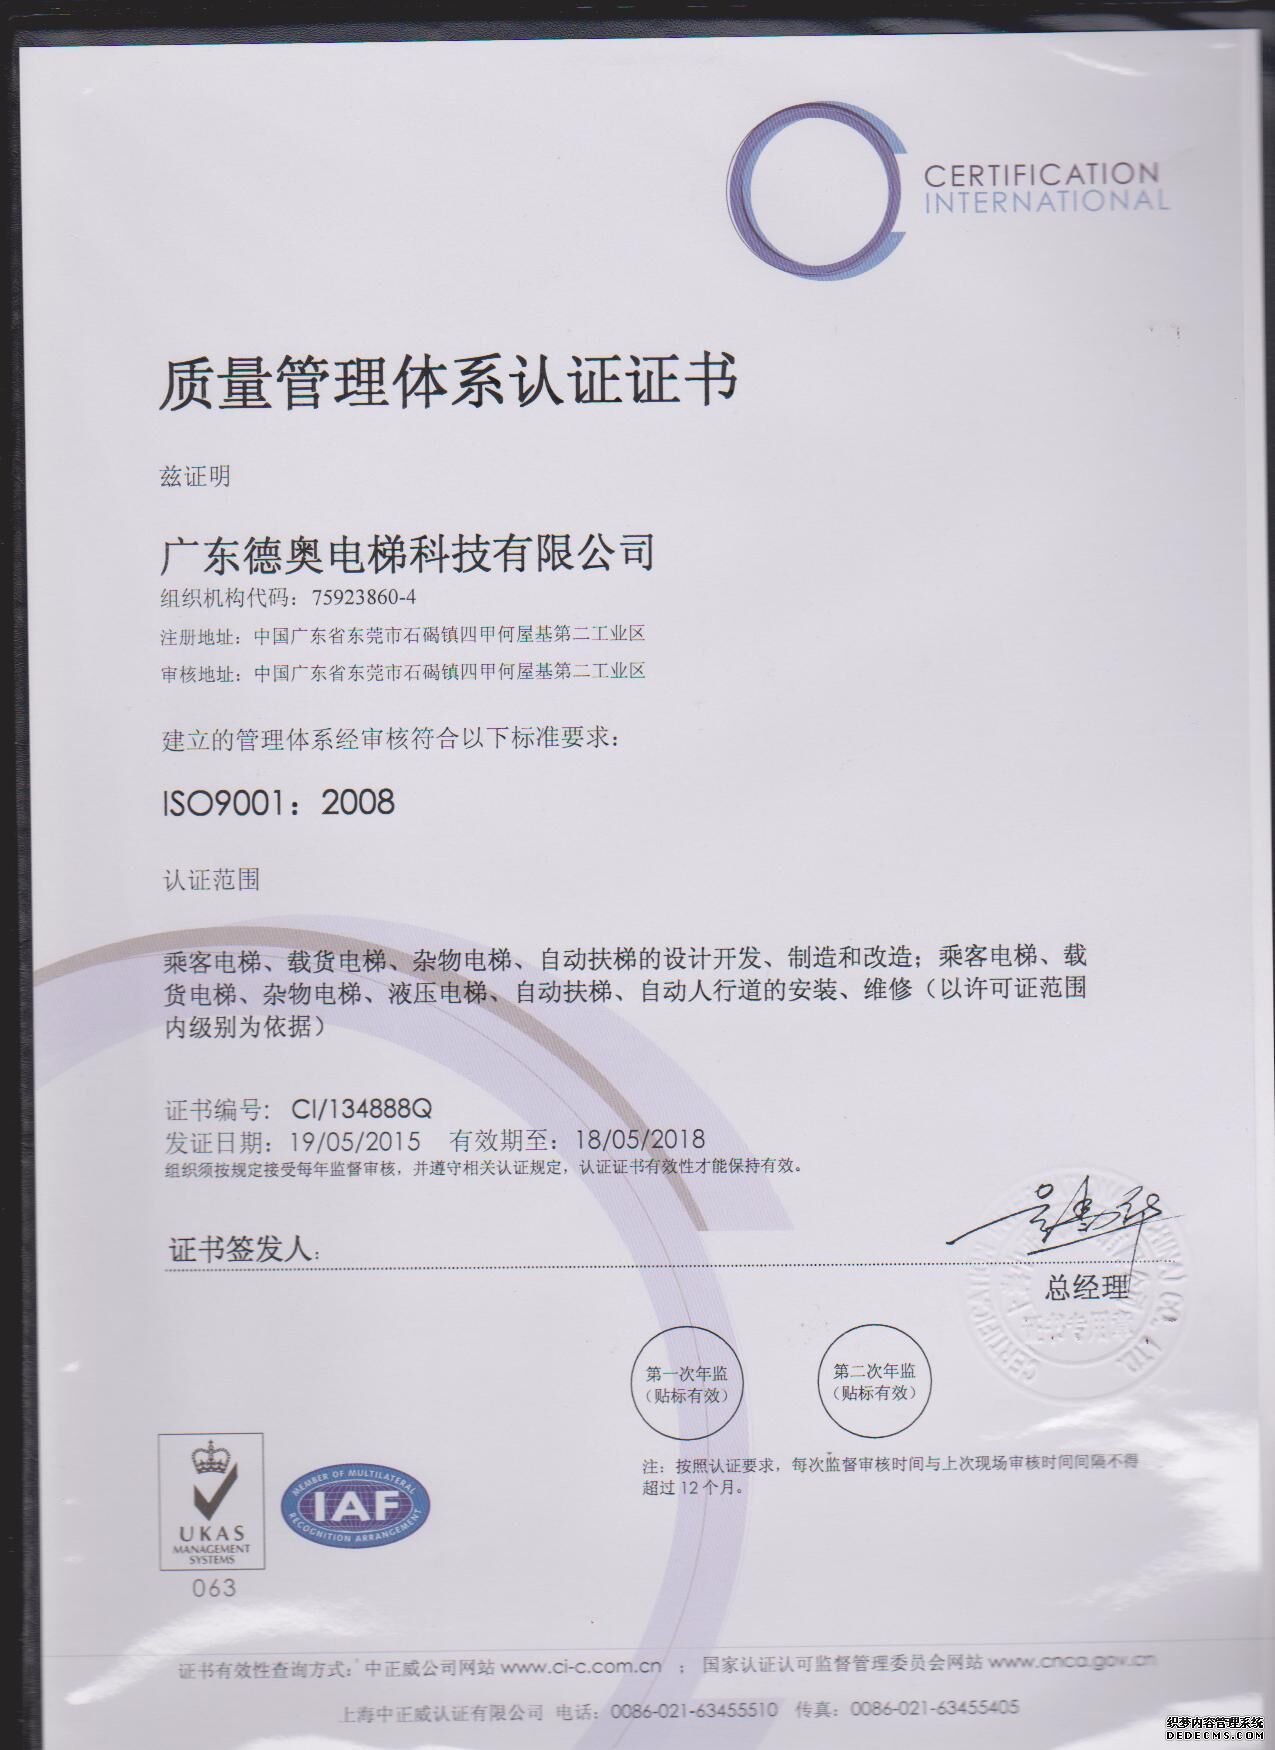 CERTIFICATION
INTERNATIONAL
质量管理体系认证证书
兹证明
广东德奥电梯科技有限公司
组织机构代码：75923860-4
注册地址：中国广东省东莞市石碣镇四甲何屋基第二工业区
审核地址：中国广东省东莞市石碣镇四甲何屋基第二工业区
建立的管理体系经审核符合以下标准要求：
ISO9001：2008
认证范围
乘客电梯、载货电梯、杂物电梯、自动扶梯的设计开发、制造和改造；乘客电梯、载
货电梯、杂物电梯、液压电梯、自动扶梯、自动人行道的安装、维修（以许可证范围
内级别为依据）
证书编号： CI/134888Q
发证日期：19/05/2015 有效期至：18/05/2018
组织须按规定接受每年监督审核，并遵守相关认证规定，认证证书有效性才能保持有效。
证书签发人：
总经理
证书专用章
第一次年监
（贴标有效）
第二次年监
（贴标有效）
注：按照认证要求，每次监督审核时间与上次现场审核时间间隔不得
超过12个月。
UKAS
MANAGEMENT
SYSTEMS
063
MEMBER OF MULTILATERAL
IAF
RECOGNITION ARRANGEMENT
证书有效性查询方式：中正威公司网站 www.ci-c.com.cn ；国家认证认可监督管理委员会网站 www.cnca.gov.cn
上海中正威认证有限公司 电话：0086-021-63455510 传真：0086-021-63455405
织梦内容管理系统
DEDECMS.COM